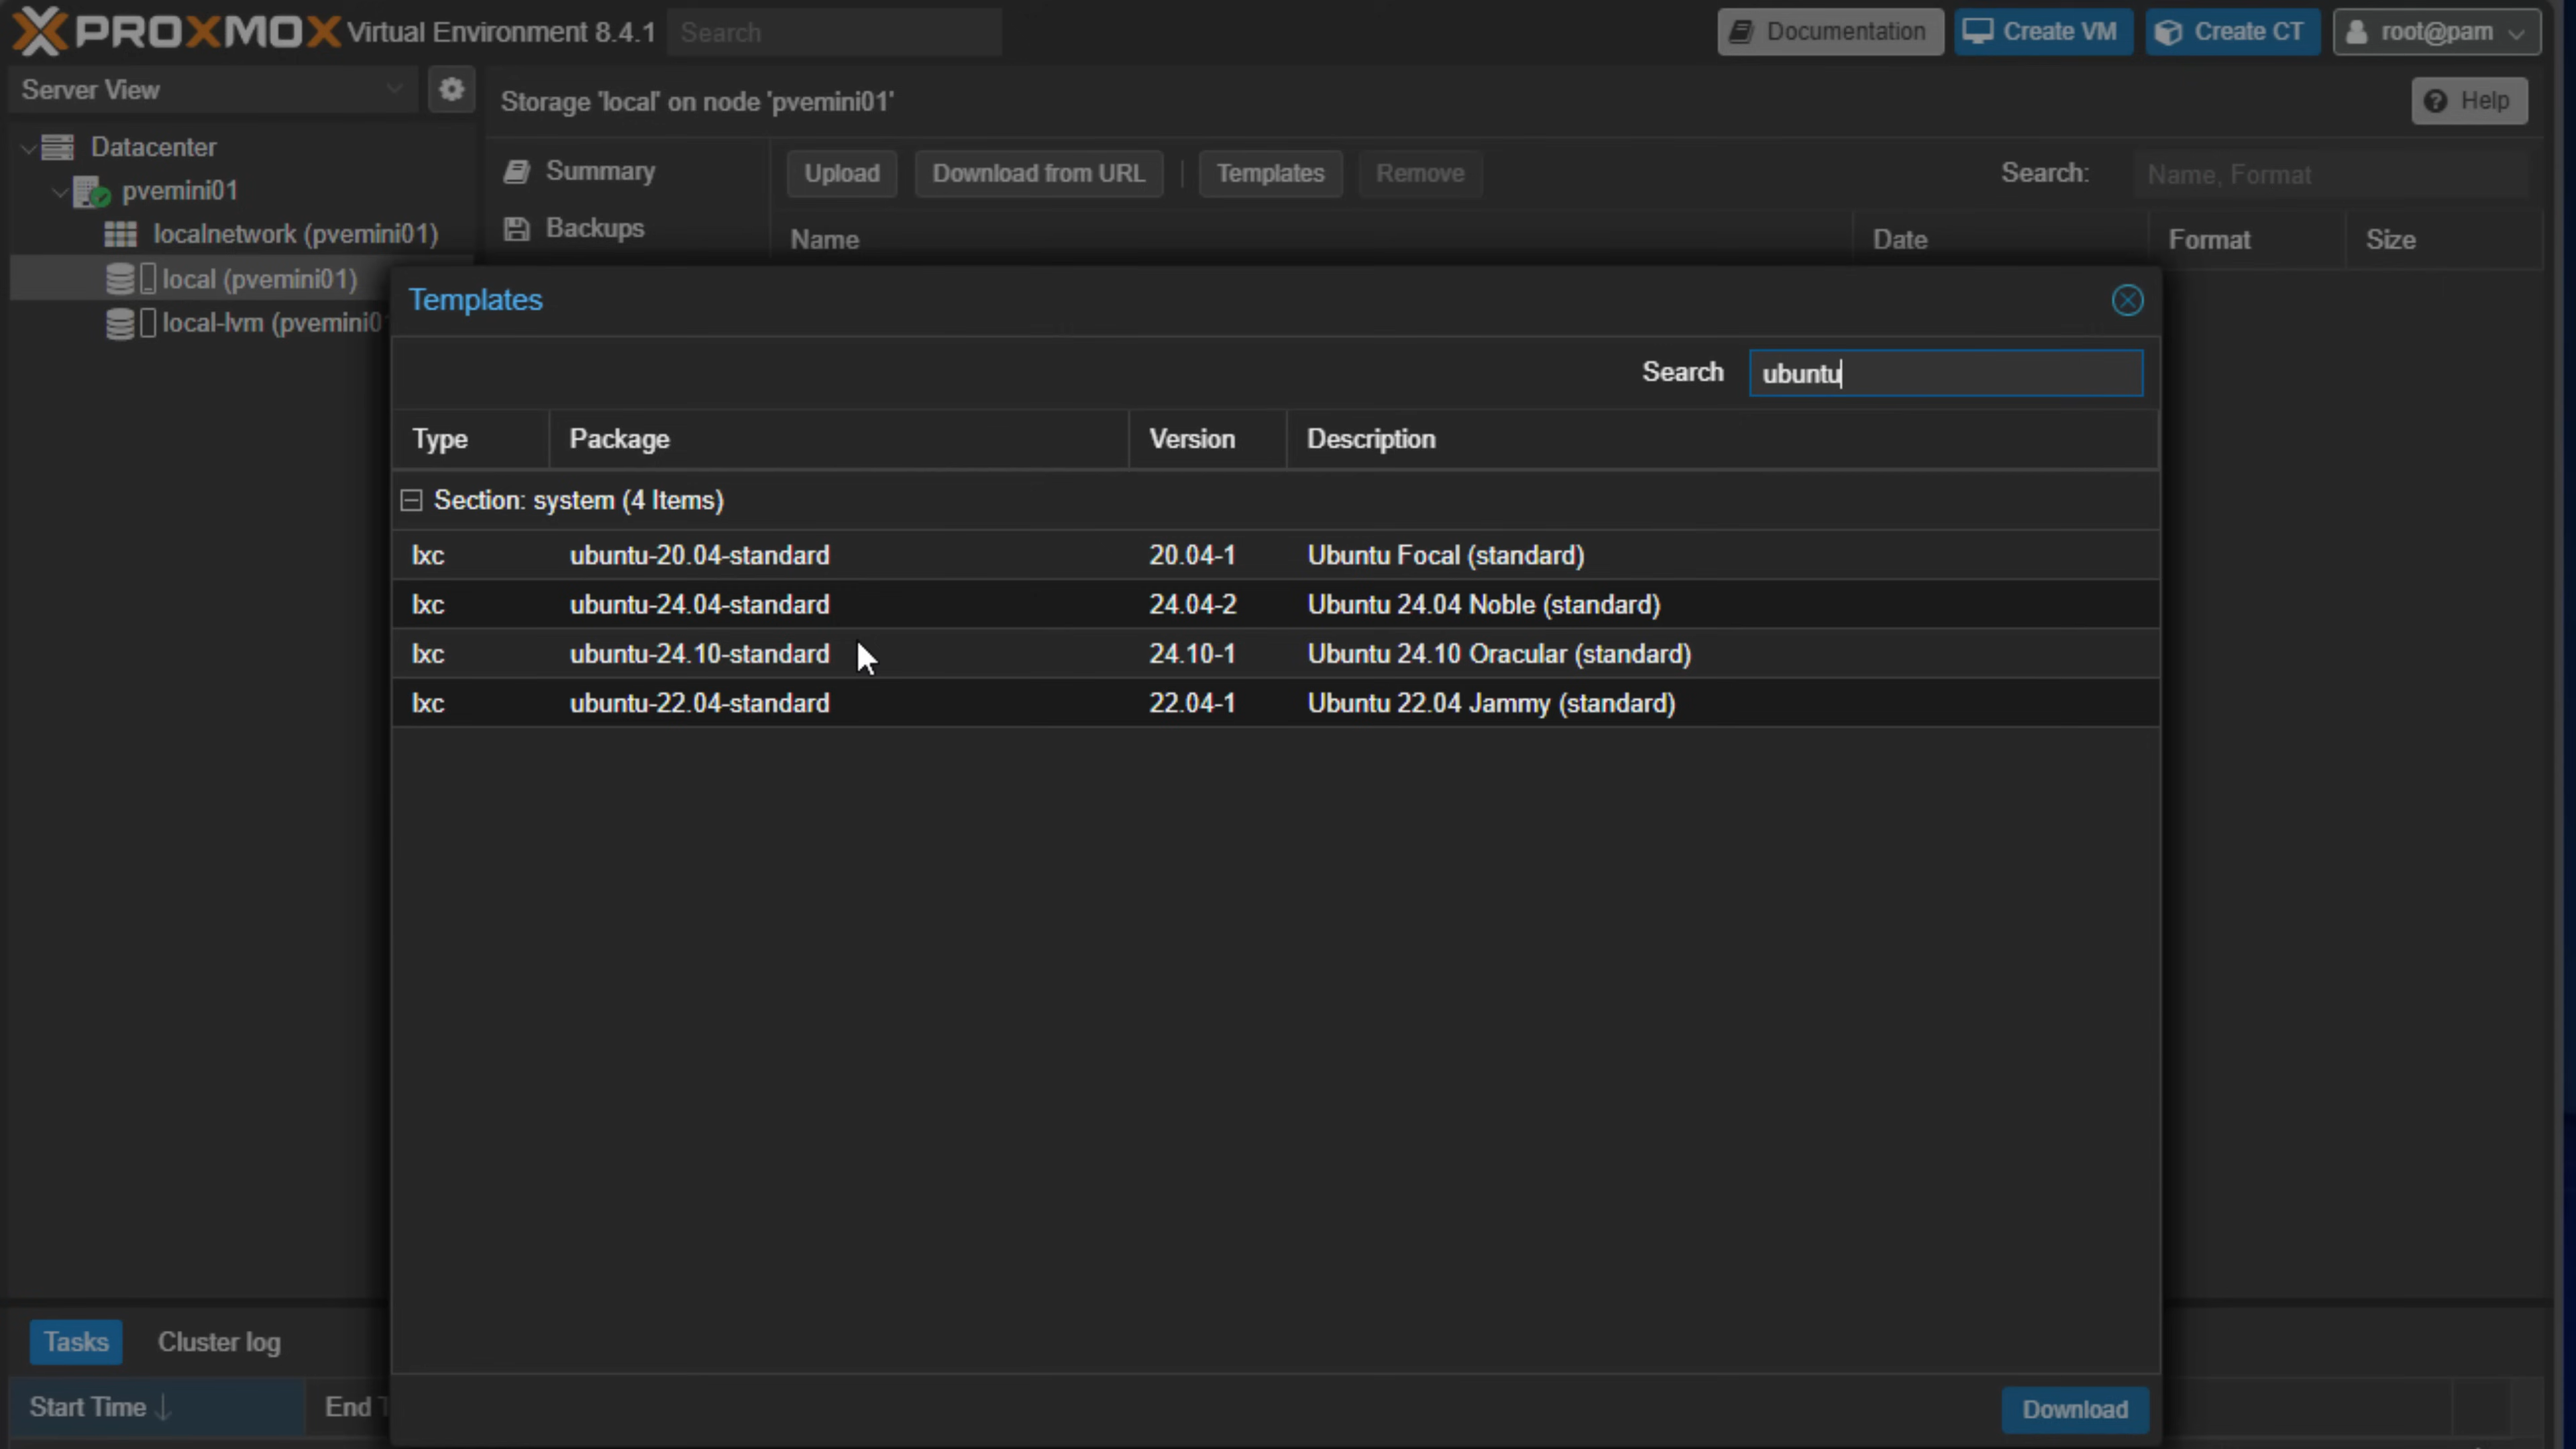 PROXMOX Virtual Environment 8.4.1 Search Documentation Create VM Create CT root@pam
Server View
Storage 'local' on node 'pvemini01'
Help
Datacenter
pvemini01
localnetwork (pvemini01)
local (pvemini01)
local-lvm (pvemini0
Summary
Backups
Upload Download from URL Templates Remove Search: Name, Format
Name Date Format Size
Templates
Search ubuntu
Type Package Version Description
Section: system (4 Items)
lxc ubuntu-20.04-standard 20.04-1 Ubuntu Focal (standard)
lxc ubuntu-24.04-standard 24.04-2 Ubuntu 24.04 Noble (standard)
lxc ubuntu-24.10-standard 24.10-1 Ubuntu 24.10 Oracular (standard)
lxc ubuntu-22.04-standard 22.04-1 Ubuntu 22.04 Jammy (standard)
Tasks Cluster log
Start Time End T
Download